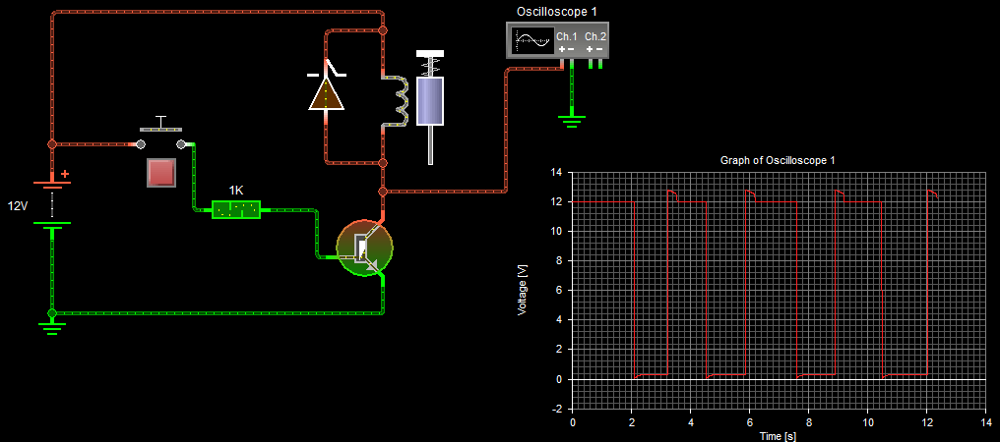 Oscilloscope 1
Ch.1 Ch.2
+ − + −
+
12V
1K
Graph of Oscilloscope 1
Voltage [V]
14
12
10
8
6
4
2
0
-2
0 2 4 6 8 10 12 14
Time [s]